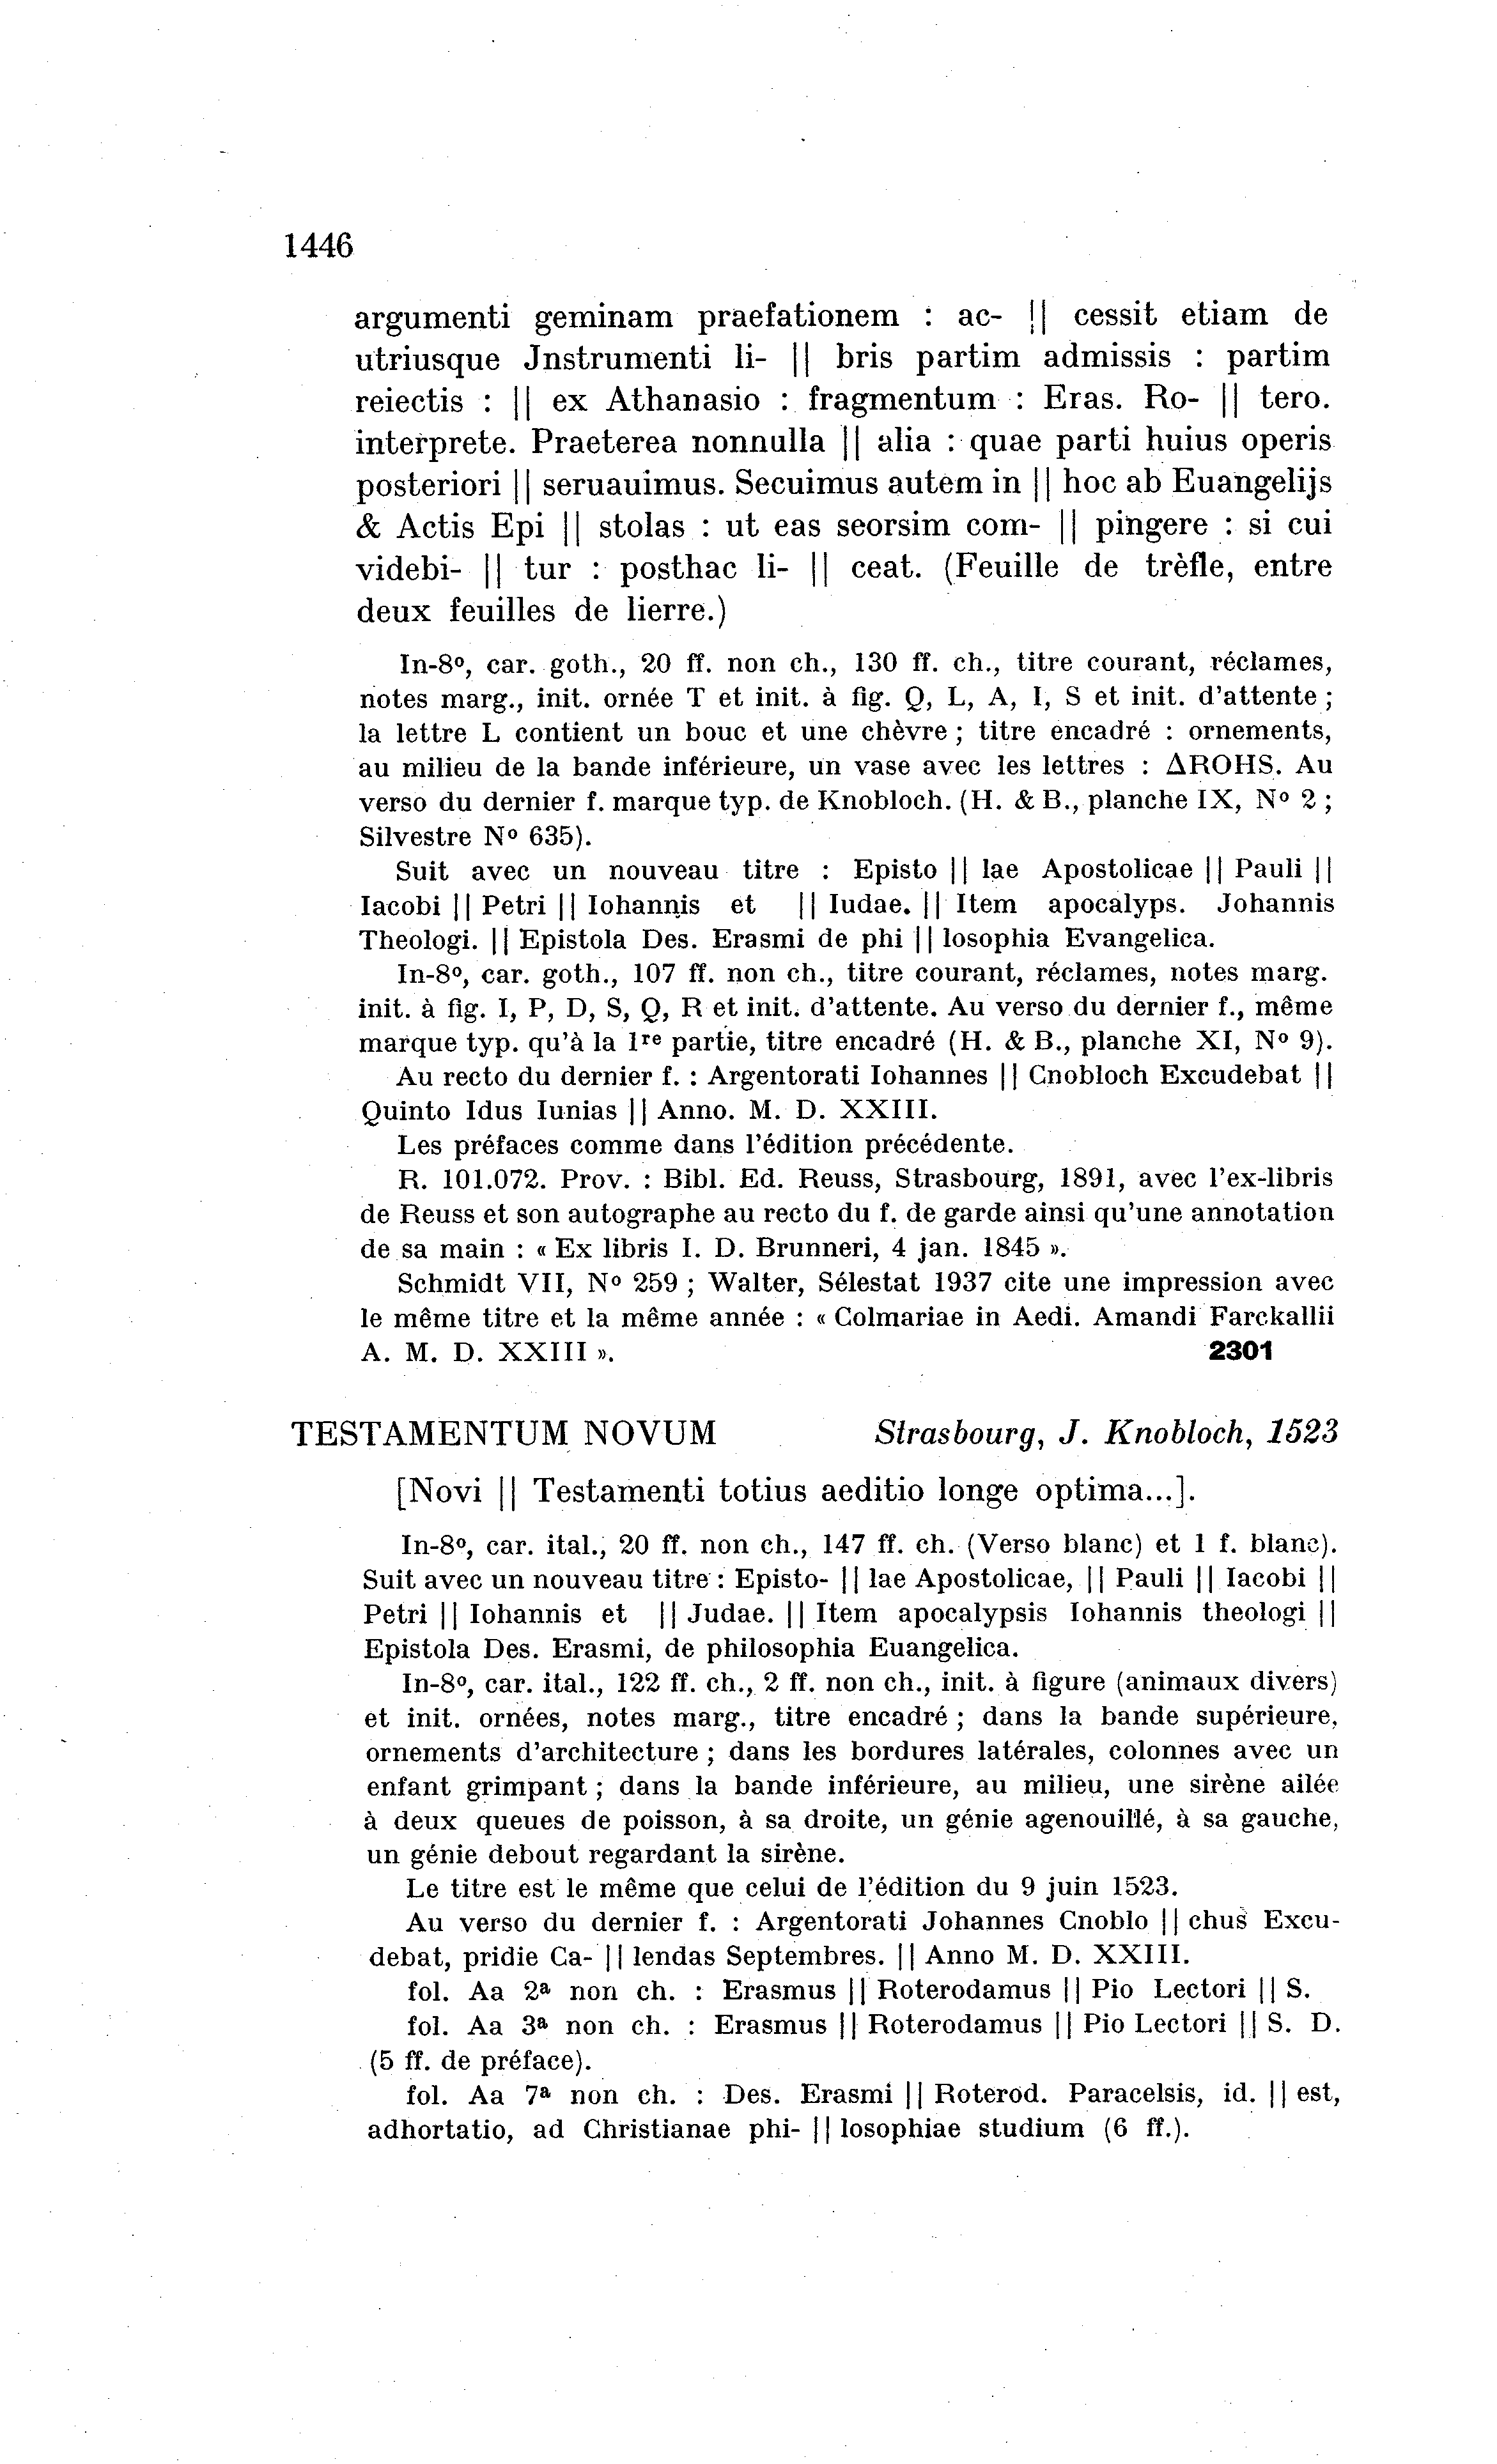 1446
argumenti geminam praefationem : ac- || cessit etiam de
utriusque Jnstrumenti li- || bris partim admissis : partim
reiectis : || ex Athanasio : fragmentum : Eras. Ro- || tero.
interprete. Praeterea nonnulla || alia : quae parti huius operis
posteriori || seruauimus. Secuimus autem in || hoc ab Euangelijs
& Actis Epi || stolas : ut eas seorsim com- || pingere : si cui
videbi- || tur : posthac li- || ceat. (Feuille de trèfle, entre
deux feuilles de lierre.)
In-8º, car. goth., 20 ff. non ch., 130 ff. ch., titre courant, réclames,
notes marg., init. ornée T et init. à fig. Q, L, A, I, S et init. d'attente ;
la lettre L contient un bouc et une chèvre ; titre encadré : ornements,
au milieu de la bande inférieure, un vase avec les lettres : ΔROHS. Au
verso du dernier f. marque typ. de Knobloch. (H. & B., planche IX, Nº 2 ;
Silvestre Nº 635).
Suit avec un nouveau titre : Episto || lae Apostolicae || Pauli ||
Iacobi || Petri || Iohannis et || Iudae. || Item apocalyps. Johannis
Theologi. || Epistola Des. Erasmi de phi || losophia Evangelica.
In-8º, car. goth., 107 ff. non ch., titre courant, réclames, notes marg.
init. à fig. I, P, D, S, Q, R et init. d'attente. Au verso du dernier f., même
marque typ. qu'à la 1re partie, titre encadré (H. & B., planche XI, Nº 9).
Au recto du dernier f. : Argentorati Iohannes || Cnobloch Excudebat ||
Quinto Idus Iunias || Anno. M. D. XXIII.
Les préfaces comme dans l'édition précédente.
R. 101.072. Prov. : Bibl. Ed. Reuss, Strasbourg, 1891, avec l'ex-libris
de Reuss et son autographe au recto du f. de garde ainsi qu'une annotation
de sa main : « Ex libris I. D. Brunneri, 4 jan. 1845 ».
Schmidt VII, Nº 259 ; Walter, Sélestat 1937 cite une impression avec
le même titre et la même année : « Colmariae in Aedi. Amandi Farckallii
A. M. D. XXIII ». 2301
TESTAMENTUM NOVUM Strasbourg, J. Knobloch, 1523
[Novi || Testamenti totius aeditio longe optima...].
In-8º, car. ital., 20 ff. non ch., 147 ff. ch. (Verso blanc) et 1 f. blanc).
Suit avec un nouveau titre : Episto- || lae Apostolicae, || Pauli || Iacobi ||
Petri || Iohannis et || Judae. || Item apocalypsis Iohannis theologi ||
Epistola Des. Erasmi, de philosophia Euangelica.
In-8º, car. ital., 122 ff. ch., 2 ff. non ch., init. à figure (animaux divers)
et init. ornées, notes marg., titre encadré ; dans la bande supérieure,
ornements d'architecture ; dans les bordures latérales, colonnes avec un
enfant grimpant ; dans la bande inférieure, au milieu, une sirène ailée
à deux queues de poisson, à sa droite, un génie agenouillé, à sa gauche,
un génie debout regardant la sirène.
Le titre est le même que celui de l'édition du 9 juin 1523.
Au verso du dernier f. : Argentorati Johannes Cnoblo || chus Excu-
debat, pridie Ca- || lendas Septembres. || Anno M. D. XXIII.
fol. Aa 2ª non ch. : Erasmus || Roterodamus || Pio Lectori || S.
fol. Aa 3ª non ch. : Erasmus || Roterodamus || Pio Lectori || S. D.
(5 ff. de préface).
fol. Aa 7ª non ch. : Des. Erasmi || Roterod. Paracelsis, id. || est,
adhortatio, ad Christianae phi- || losophiae studium (6 ff.).